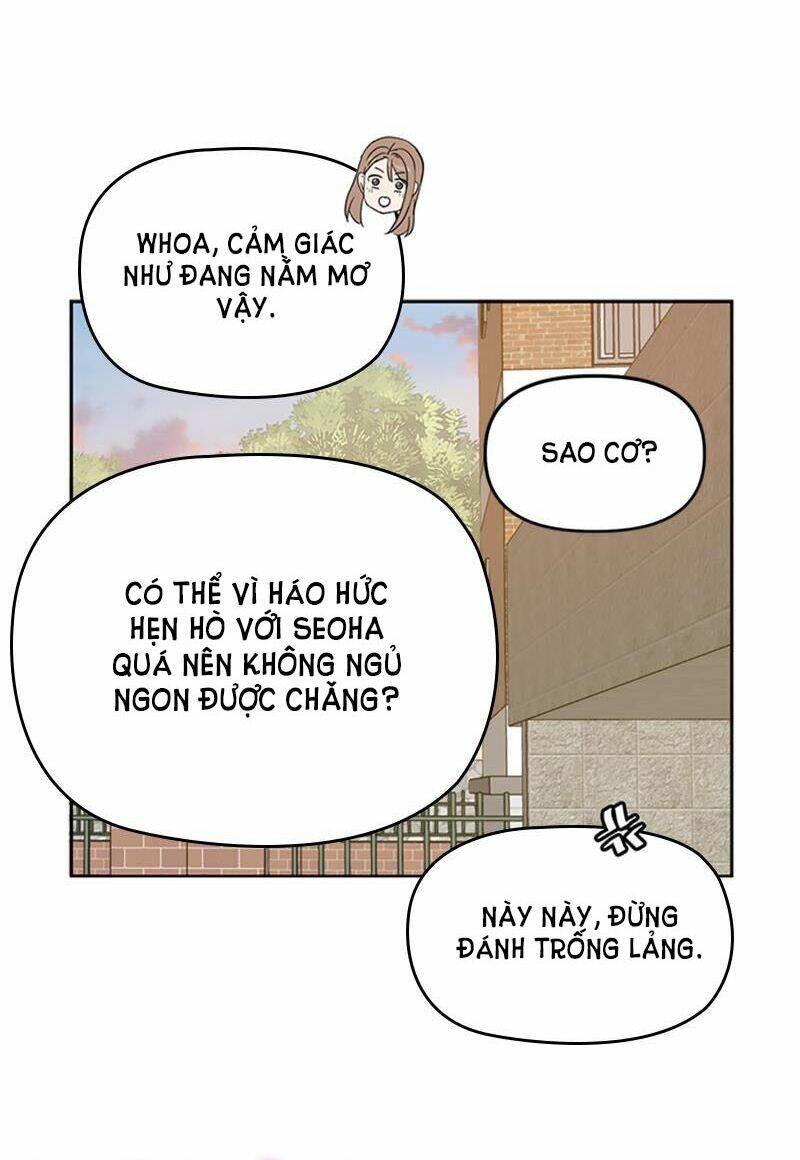 WHOA, CẢM GIÁC
NHƯ ĐANG NẰM MƠ
VẬY.
SAO CƠ?
CÓ THỂ VÌ HÁO HỨC
HẸN HÒ VỚI SEOHA
QUÁ NÊN KHÔNG NGỦ
NGON ĐƯỢC CHĂNG?
NÀY NÀY, ĐỪNG
ĐÁNH TRỐNG LẢNG.